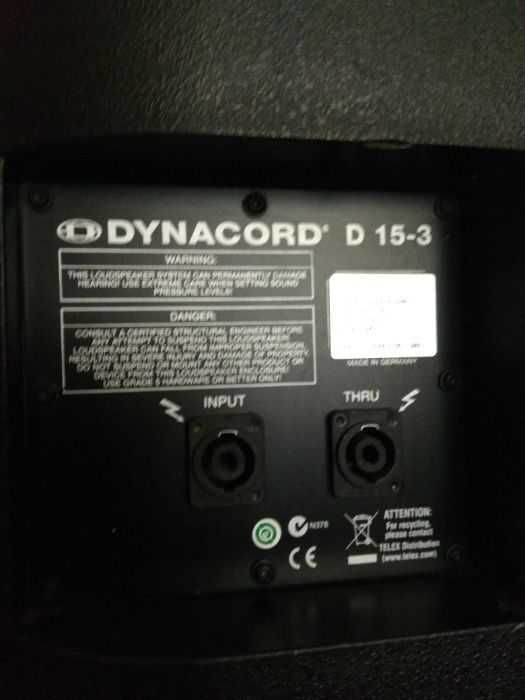 DYNACORD® D 15-3
WARNING:
THIS LOUDSPEAKER SYSTEM CAN PERMANENTLY DAMAGE
HEARING! USE EXTREME CARE WHEN SETTING SOUND
PRESSURE LEVELS!
DANGER:
CONSULT A CERTIFIED STRUCTURAL ENGINEER BEFORE
ANY ATTEMPT TO SUSPEND THIS LOUDSPEAKER!
LOUDSPEAKER CAN FALL FROM IMPROPER SUSPENSION,
RESULTING IN SEVERE INJURY AND DAMAGE OF PROPERTY.
DO NOT SUSPEND OR MOUNT ANY OTHER PRODUCT OR
DEVICE FROM THIS LOUDSPEAKER ENCLOSURE!
USE GRADE 5 HARDWARE OR BETTER ONLY!
MADE IN GERMANY
INPUT
THRU
N378
CE
ATTENTION:
For recycling,
please contact
TELEX Distribution
(www.telex.com)